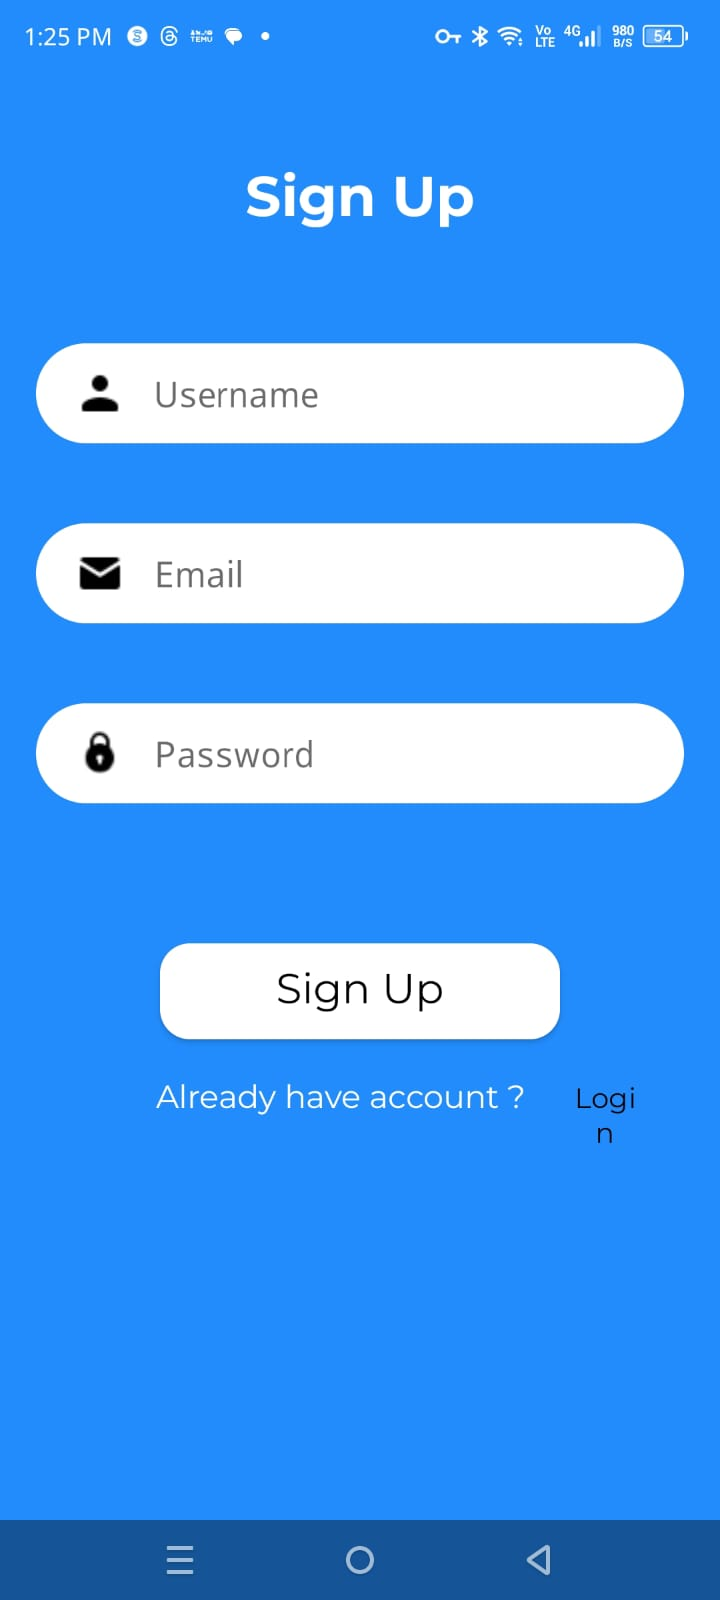 1:25 PM S TEMU Vo LTE 4G 980 B/S 54
Sign Up
Username
Email
Password
Sign Up
Already have account ? Logi
n